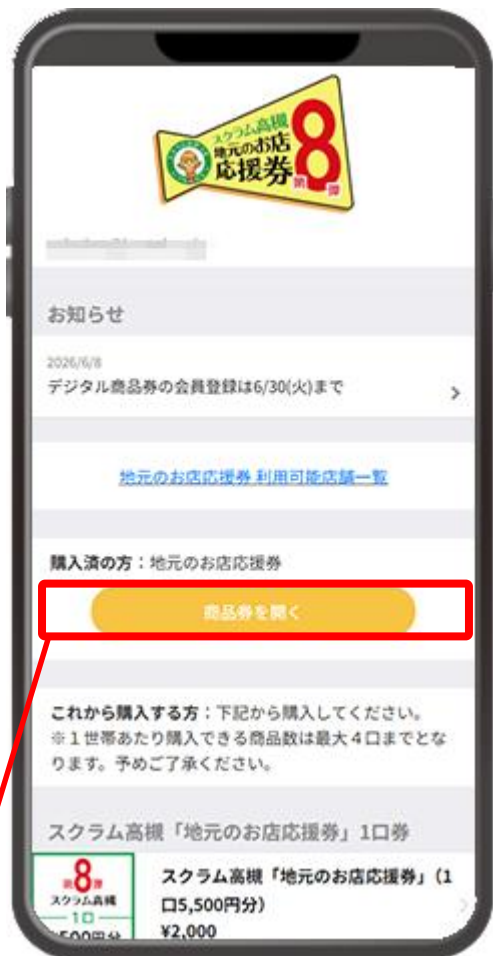 スクラム高槻
地元のお店
応援券
第8弾
お知らせ
2026/6/8
デジタル商品券の会員登録は6/30(火)まで
地元のお店応援券 利用可能店舗一覧
購入済の方：地元のお店応援券
商品券を開く
これから購入する方：下記から購入してください。
※１世帯あたり購入できる商品数は最大４口までとな
ります。予めご了承ください。
スクラム高槻「地元のお店応援券」1口券
第8弾
スクラム高槻
1口
スクラム高槻「地元のお店応援券」（1
口5,500円分）
¥2,000